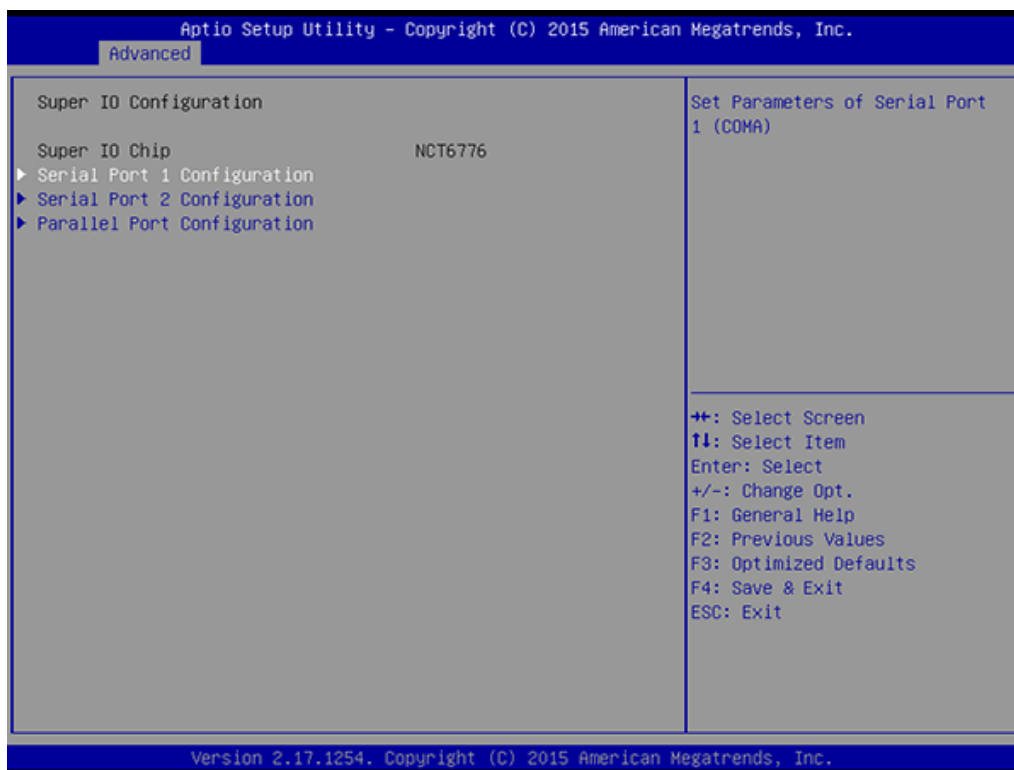 Aptio Setup Utility – Copyright (C) 2015 American Megatrends, Inc.
Advanced
Super IO Configuration
Super IO Chip NCT6776
▶ Serial Port 1 Configuration
▶ Serial Port 2 Configuration
▶ Parallel Port Configuration
Set Parameters of Serial Port
1 (COMA)
→←: Select Screen
↑↓: Select Item
Enter: Select
+/-: Change Opt.
F1: General Help
F2: Previous Values
F3: Optimized Defaults
F4: Save & Exit
ESC: Exit
Version 2.17.1254. Copyright (C) 2015 American Megatrends, Inc.